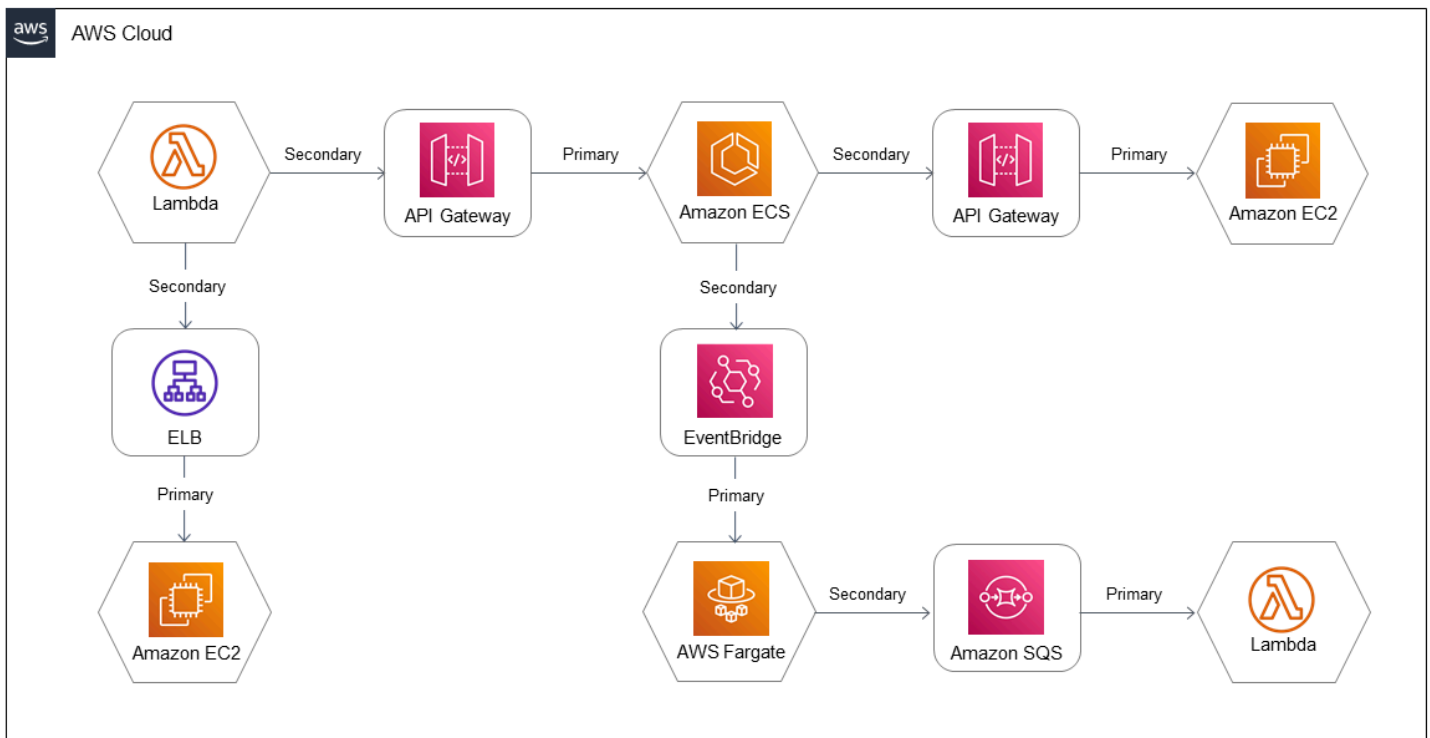 aws
AWS Cloud
Lambda
Secondary
API Gateway
Primary
Amazon ECS
Secondary
API Gateway
Primary
Amazon EC2
Secondary
Secondary
ELB
EventBridge
Primary
Primary
Amazon EC2
AWS Fargate
Secondary
Amazon SQS
Primary
Lambda